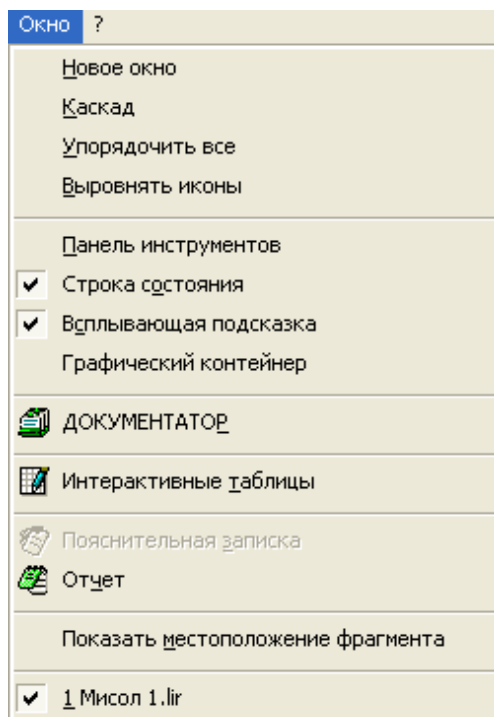 Окно ?
Новое окно
Каскад
Упорядочить все
Выровнять иконы
Панель инструментов
Строка состояния
Всплывающая подсказка
Графический контейнер
ДОКУМЕНТАТОР
Интерактивные таблицы
Пояснительная записка
Отчет
Показать местоположение фрагмента
1 Мисол 1.lir